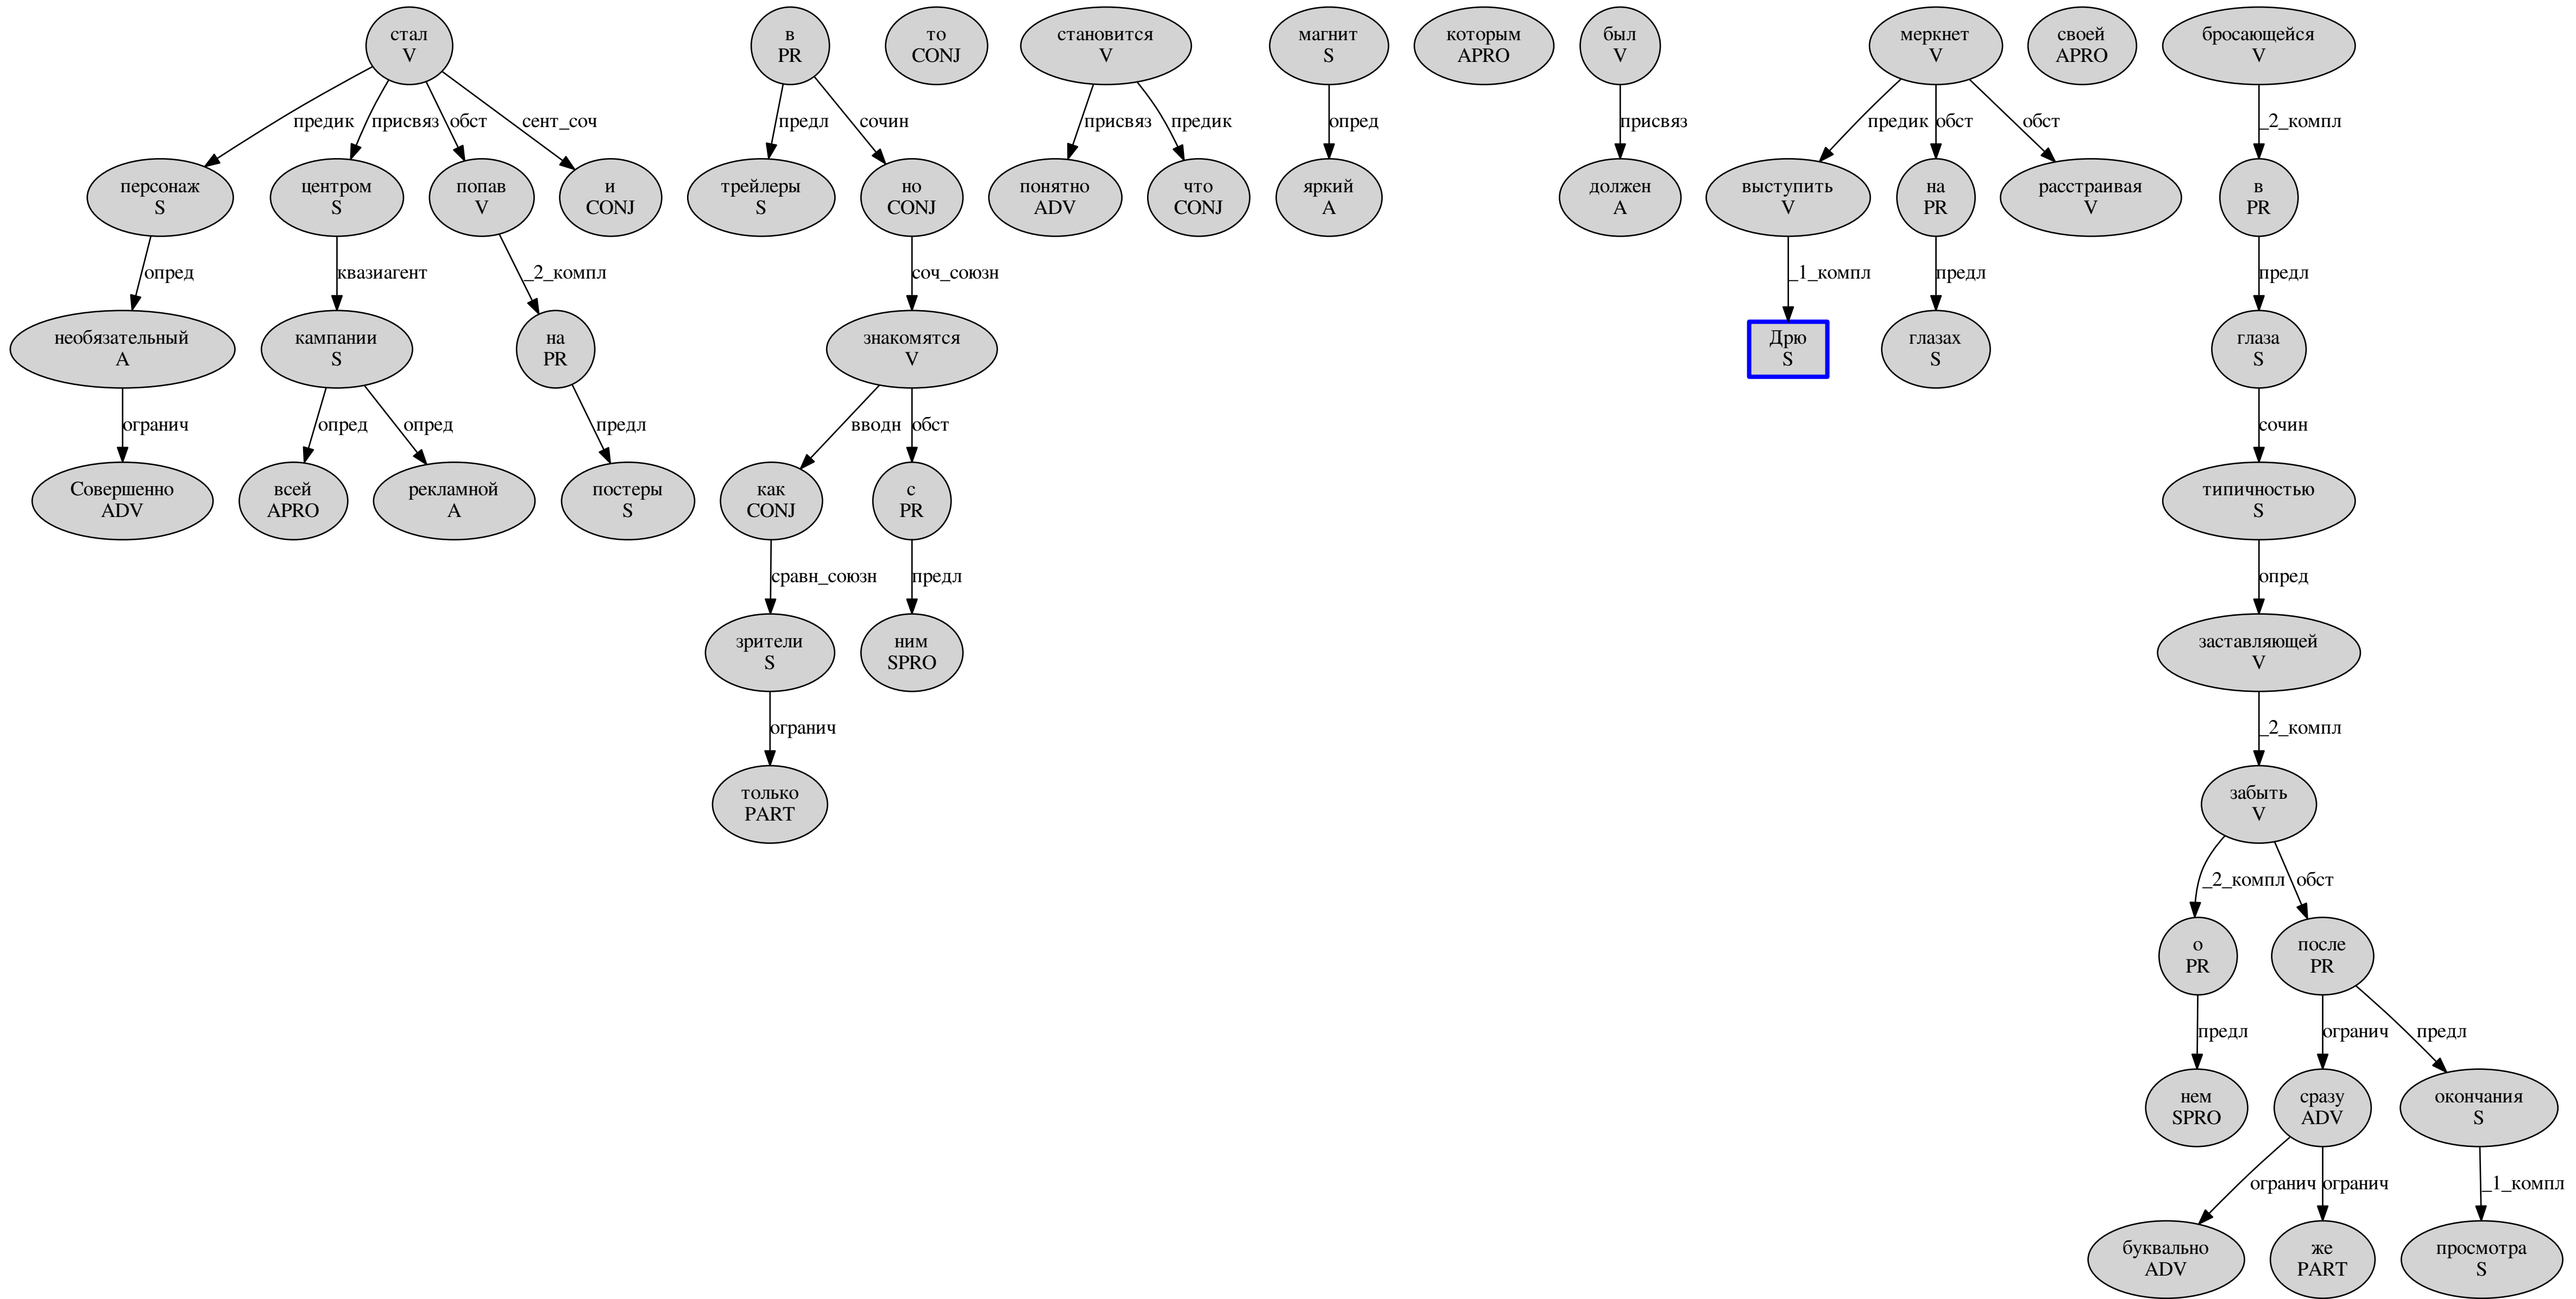 стал
V
в
PR
то
CONJ
становится
V
магнит
S
которым
APRO
был
V
меркнет
V
своей
APRO
бросающейся
V
предик
присвяз
обст
сент_соч
предл
сочин
присвяз
предик
опред
присвяз
предик
обст
обст
_2_компл
персонаж
S
центром
S
попав
V
и
CONJ
трейлеры
S
но
CONJ
понятно
ADV
что
CONJ
яркий
A
должен
A
выступить
V
на
PR
расстраивая
V
в
PR
опред
квазиагент
_2_компл
соч_союзн
_1_компл
предл
предл
необязательный
A
кампании
S
на
PR
знакомятся
V
Дрю
S
глазах
S
глаза
S
огранич
опред
опред
предл
вводн
обст
сочин
Совершенно
ADV
всей
APRO
рекламной
A
постеры
S
как
CONJ
с
PR
типичностью
S
сравн_союзн
предл
опред
зрители
S
ним
SPRO
заставляющей
V
огранич
_2_компл
только
PART
забыть
V
_2_компл
обст
о
PR
после
PR
предл
огранич
предл
нем
SPRO
сразу
ADV
окончания
S
огранич
огранич
_1_компл
буквально
ADV
же
PART
просмотра
S